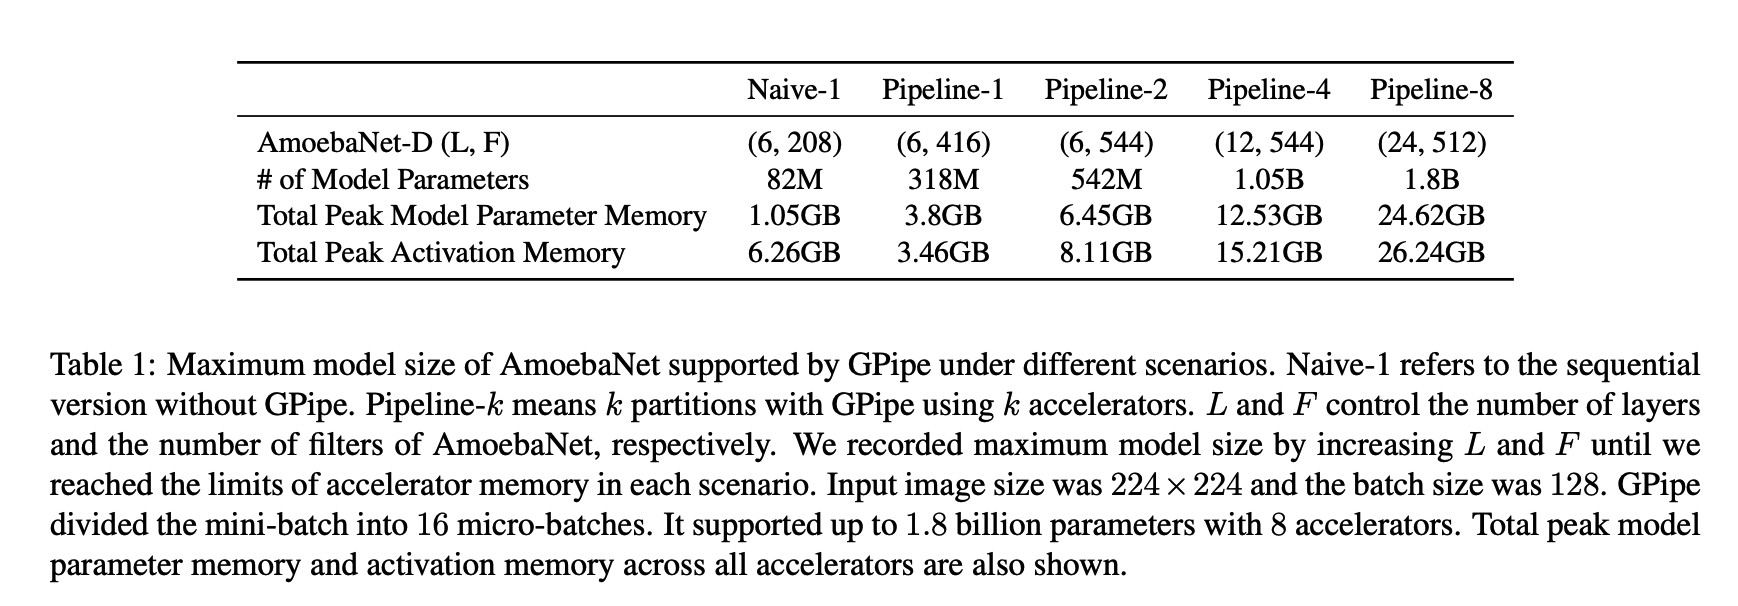 Naive-1 Pipeline-1 Pipeline-2 Pipeline-4 Pipeline-8
AmoebaNet-D (L, F) (6, 208) (6, 416) (6, 544) (12, 544) (24, 512)
# of Model Parameters 82M 318M 542M 1.05B 1.8B
Total Peak Model Parameter Memory 1.05GB 3.8GB 6.45GB 12.53GB 24.62GB
Total Peak Activation Memory 6.26GB 3.46GB 8.11GB 15.21GB 26.24GB
Table 1: Maximum model size of AmoebaNet supported by GPipe under different scenarios. Naive-1 refers to the sequential
version without GPipe. Pipeline-k means k partitions with GPipe using k accelerators. L and F control the number of layers
and the number of filters of AmoebaNet, respectively. We recorded maximum model size by increasing L and F until we
reached the limits of accelerator memory in each scenario. Input image size was 224 × 224 and the batch size was 128. GPipe
divided the mini-batch into 16 micro-batches. It supported up to 1.8 billion parameters with 8 accelerators. Total peak model
parameter memory and activation memory across all accelerators are also shown.